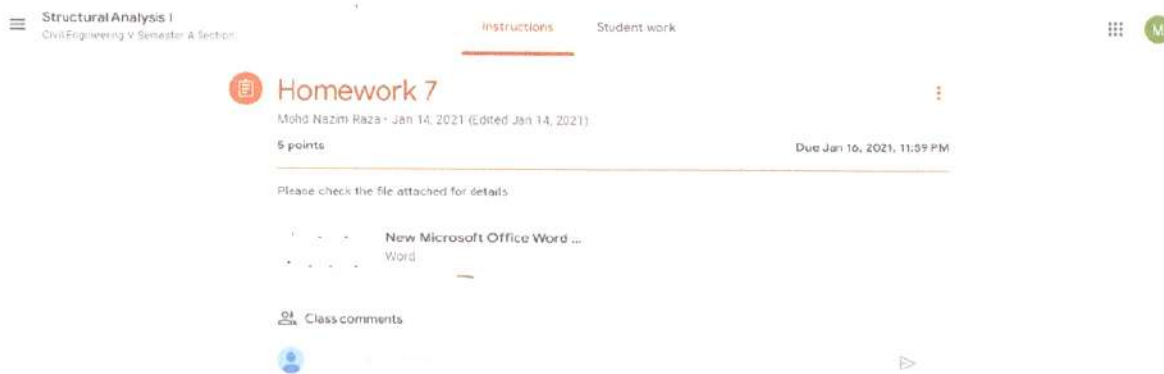 Structural Analysis I
Civil Engineering V Semester A Section
Instructions
Student work
M
Homework 7
Mohd Nazim Raza - Jan 14, 2021 (Edited Jan 14, 2021)
5 points
Due Jan 16, 2021, 11:59 PM
Please check the file attached for details
New Microsoft Office Word ...
Word
Class comments